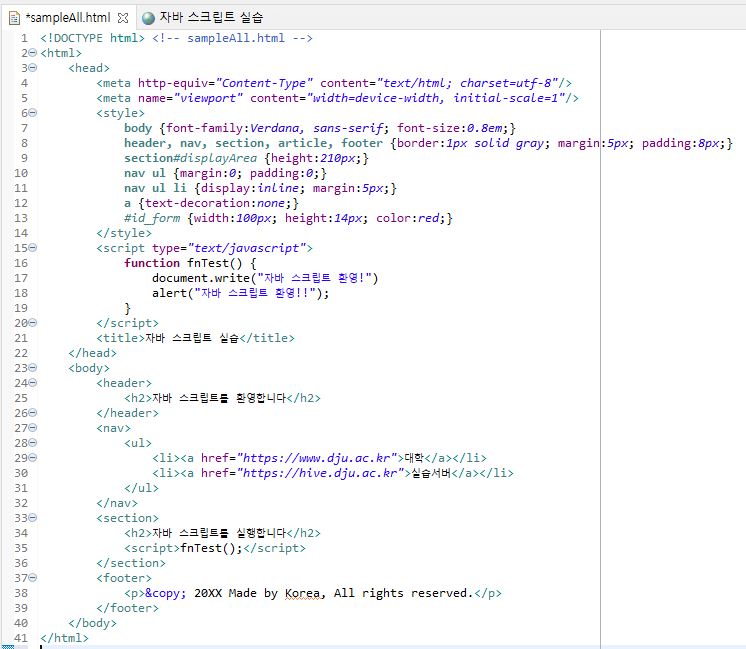 *sampleAll.html 자바 스크립트 실습
1 <!DOCTYPE html> <!-- sampleAll.html -->
2 <html>
3     <head>
4         <meta http-equiv="Content-Type" content="text/html; charset=utf-8"/>
5         <meta name="viewport" content="width=device-width, initial-scale=1"/>
6         <style>
7             body {font-family:Verdana, sans-serif; font-size:0.8em;}
8             header, nav, section, article, footer {border:1px solid gray; margin:5px; padding:8px;}
9             section#displayArea {height:210px;}
10             nav ul {margin:0; padding:0;}
11             nav ul li {display:inline; margin:5px;}
12             a {text-decoration:none;}
13             #id_form {width:100px; height:14px; color:red;}
14         </style>
15         <script type="text/javascript">
16             function fnTest() {
17                 document.write("자바 스크립트 환영!")
18                 alert("자바 스크립트 환영!!");
19             }
20         </script>
21         <title>자바 스크립트 실습</title>
22     </head>
23     <body>
24         <header>
25             <h2>자바 스크립트를 환영합니다</h2>
26         </header>
27         <nav>
28             <ul>
29                 <li><a href="https://www.dju.ac.kr">대학</a></li>
30                 <li><a href="https://hive.dju.ac.kr">실습서버</a></li>
31             </ul>
32         </nav>
33         <section>
34             <h2>자바 스크립트를 실행합니다</h2>
35             <script>fnTest();</script>
36         </section>
37         <footer>
38             <p>&copy; 20XX Made by Korea, All rights reserved.</p>
39         </footer>
40     </body>
41 </html>